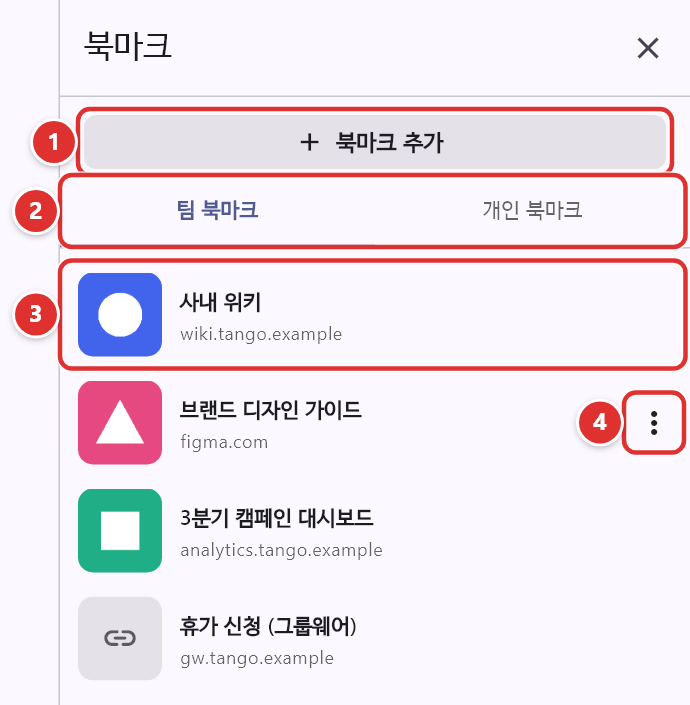 북마크
1
+ 북마크 추가
2
팀 북마크
개인 북마크
3
사내 위키
wiki.tango.example
브랜드 디자인 가이드
figma.com
4
3분기 캠페인 대시보드
analytics.tango.example
휴가 신청 (그룹웨어)
gw.tango.example